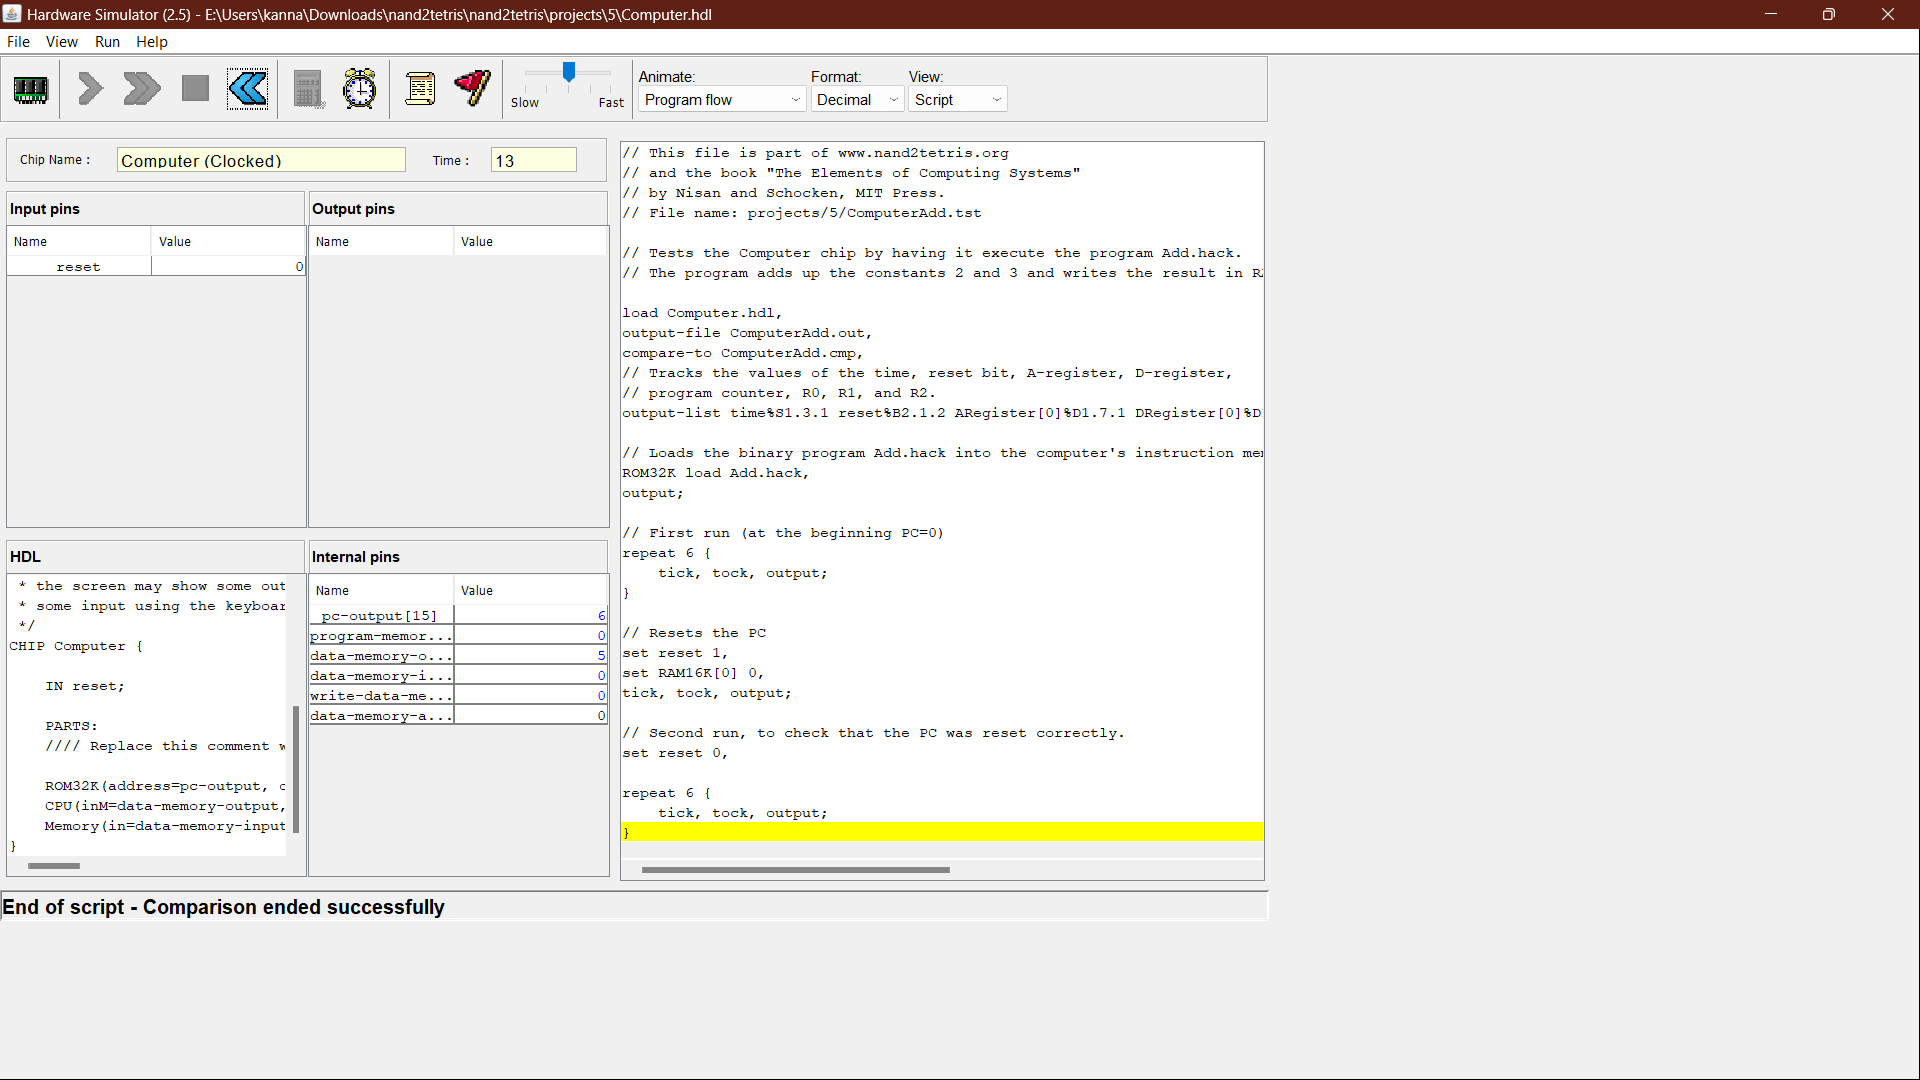 Hardware Simulator (2.5) - E:\Users\kanna\Downloads\nand2tetris\nand2tetris\projects\5\Computer.hdl
File View Run Help
Slow Fast
Animate: Format: View:
Program flow Decimal Script
Chip Name : Computer (Clocked) Time : 13
Input pins
Name Value
reset 0
Output pins
Name Value
HDL
* the screen may show some out
* some input using the keyboar
*/
CHIP Computer {
IN reset;
PARTS:
//// Replace this comment w
ROM32K(address=pc-output, c
CPU(inM=data-memory-output,
Memory(in=data-memory-input
}
Internal pins
Name Value
pc-output[15] 6
program-memor... 0
data-memory-o... 5
data-memory-i... 0
write-data-me... 0
data-memory-a... 0
// This file is part of www.nand2tetris.org
// and the book "The Elements of Computing Systems"
// by Nisan and Schocken, MIT Press.
// File name: projects/5/ComputerAdd.tst
// Tests the Computer chip by having it execute the program Add.hack.
// The program adds up the constants 2 and 3 and writes the result in R
load Computer.hdl,
output-file ComputerAdd.out,
compare-to ComputerAdd.cmp,
// Tracks the values of the time, reset bit, A-register, D-register,
// program counter, R0, R1, and R2.
output-list time%S1.3.1 reset%B2.1.2 ARegister[0]%D1.7.1 DRegister[0]%D
// Loads the binary program Add.hack into the computer's instruction me
ROM32K load Add.hack,
output;
// First run (at the beginning PC=0)
repeat 6 {
tick, tock, output;
}
// Resets the PC
set reset 1,
set RAM16K[0] 0,
tick, tock, output;
// Second run, to check that the PC was reset correctly.
set reset 0,
repeat 6 {
tick, tock, output;
}
End of script - Comparison ended successfully